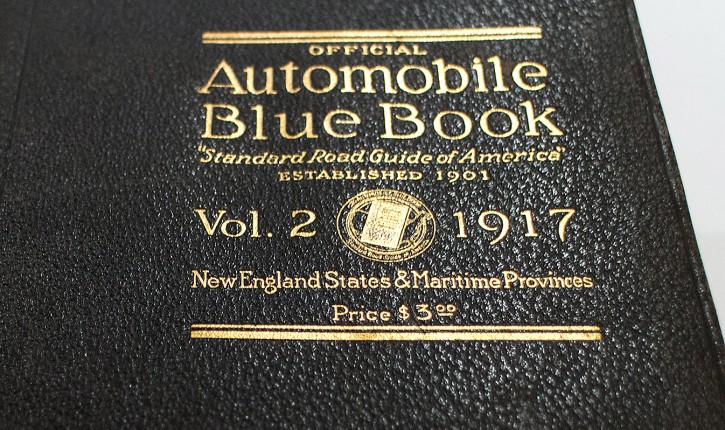 OFFICIAL
Automobile
Blue Book
"Standard Road Guide of America"
ESTABLISHED 1901
Vol. 2 1917
New England States & Maritime Provinces
Price $3.00